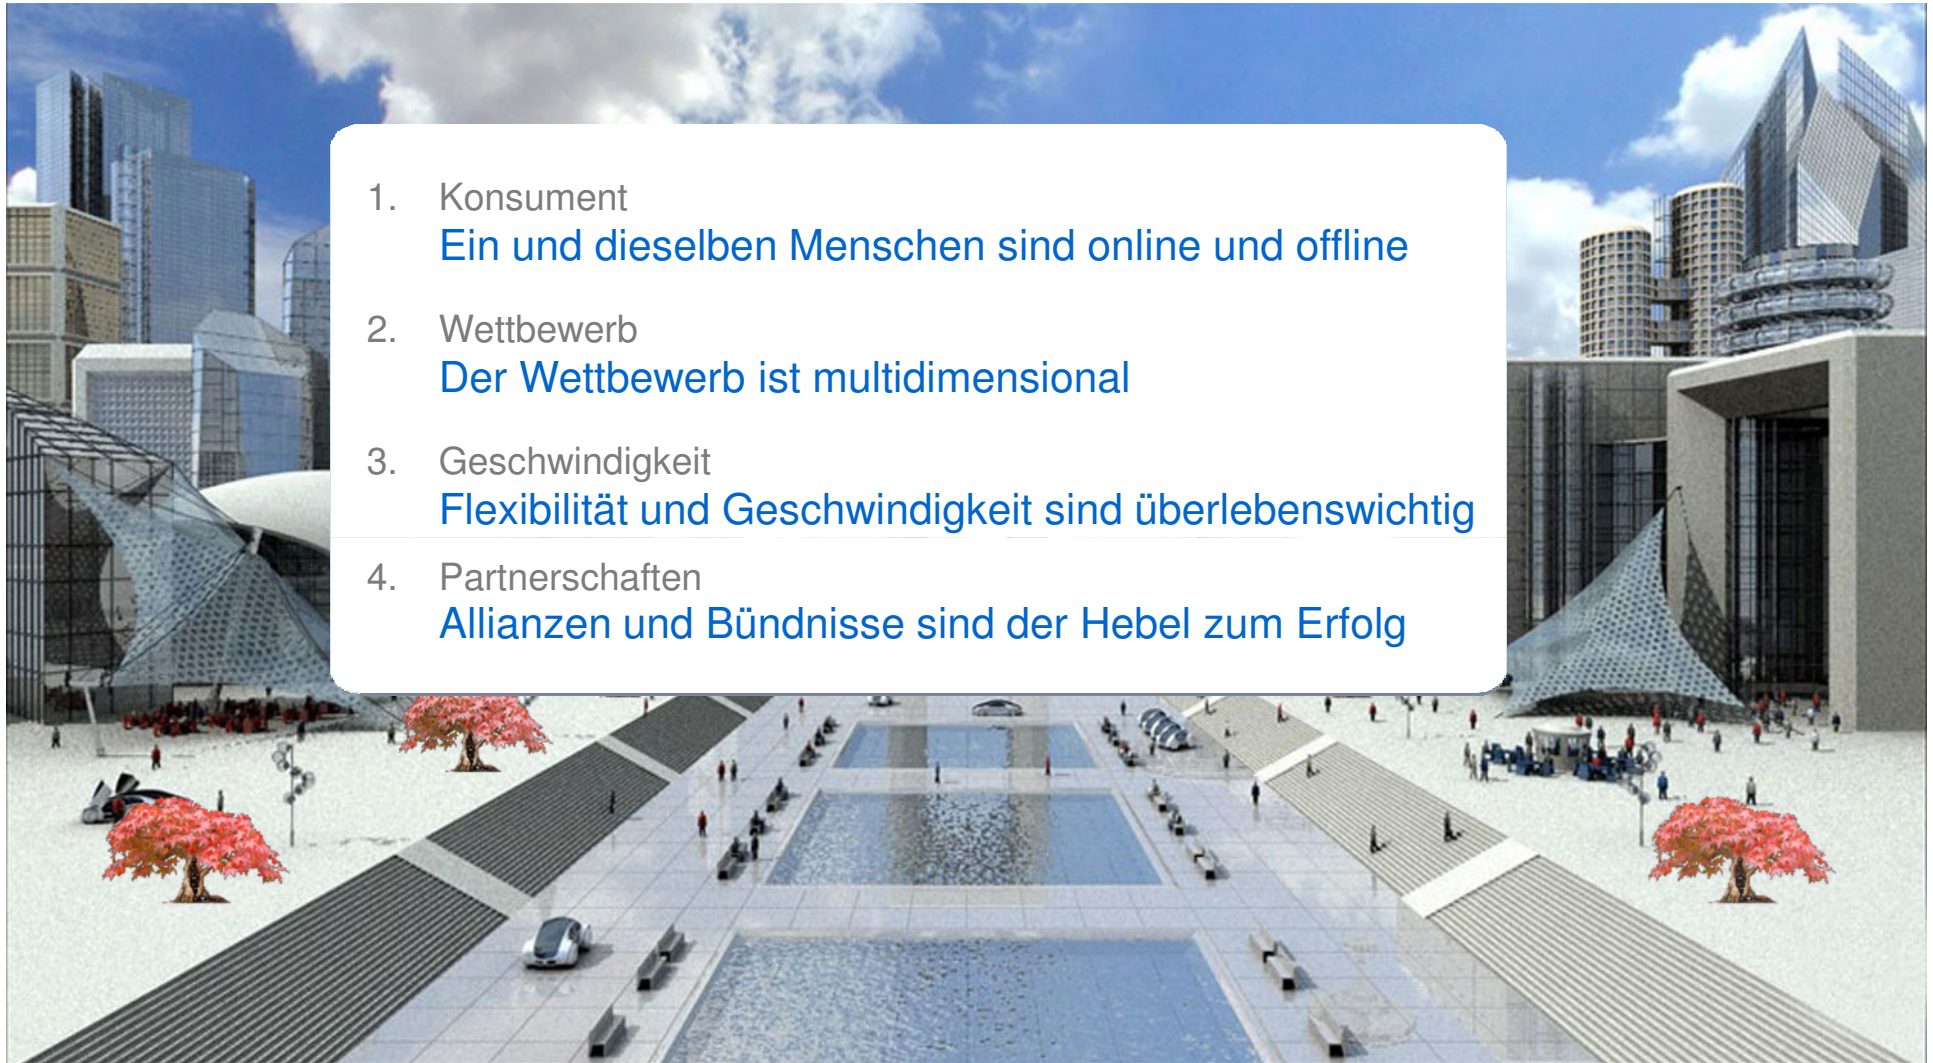 1. Konsument
Ein und dieselben Menschen sind online und offline
2. Wettbewerb
Der Wettbewerb ist multidimensional
3. Geschwindigkeit
Flexibilität und Geschwindigkeit sind überlebenswichtig
4. Partnerschaften
Allianzen und Bündnisse sind der Hebel zum Erfolg